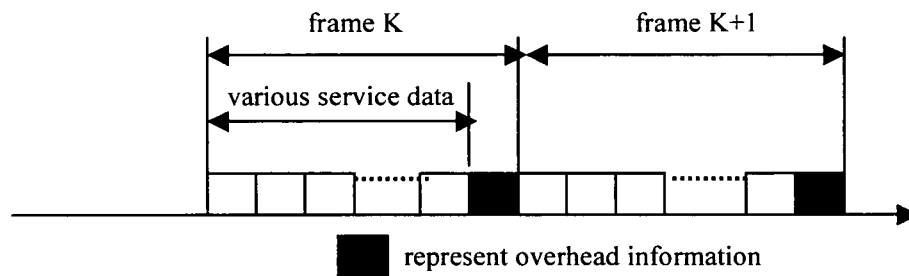 frame K
frame K+1
various service data
represent overhead information